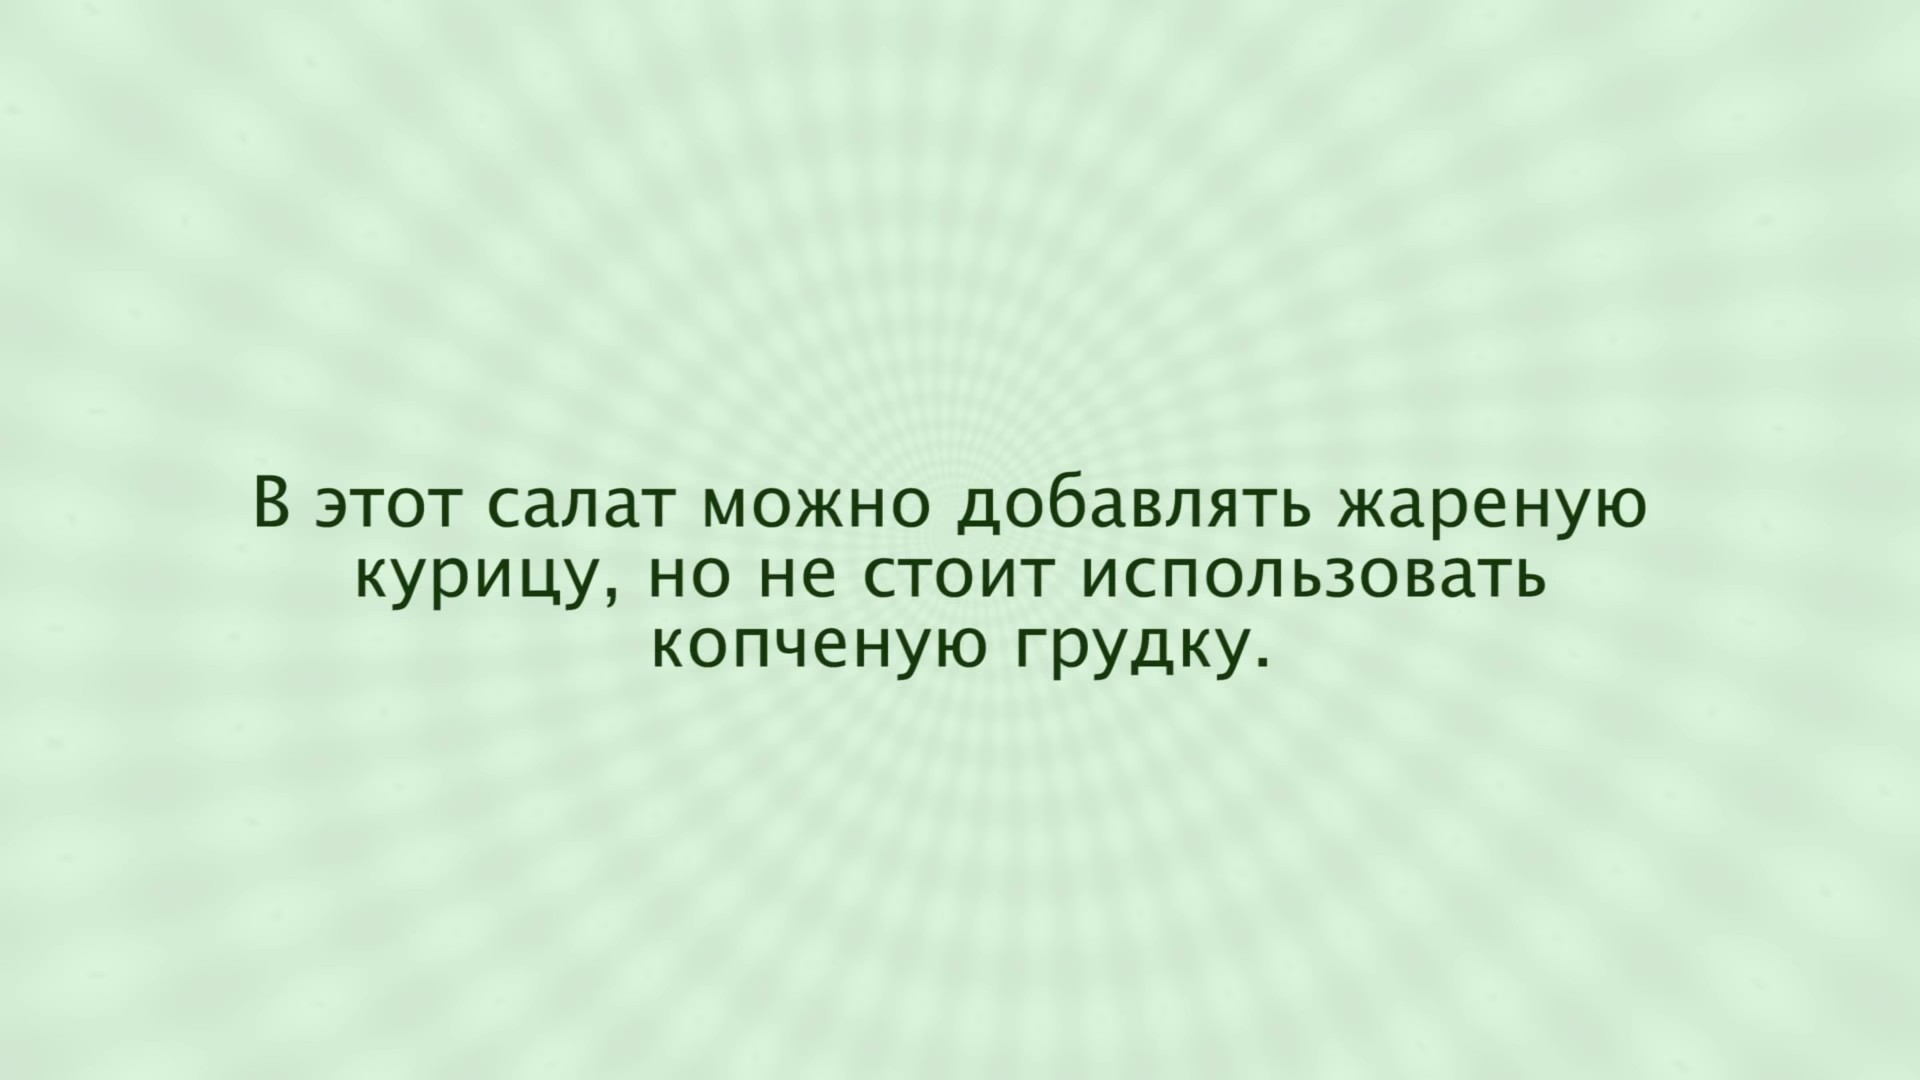 В этот салат можно добавлять жареную
курицу, но не стоит использовать
копченую грудку.